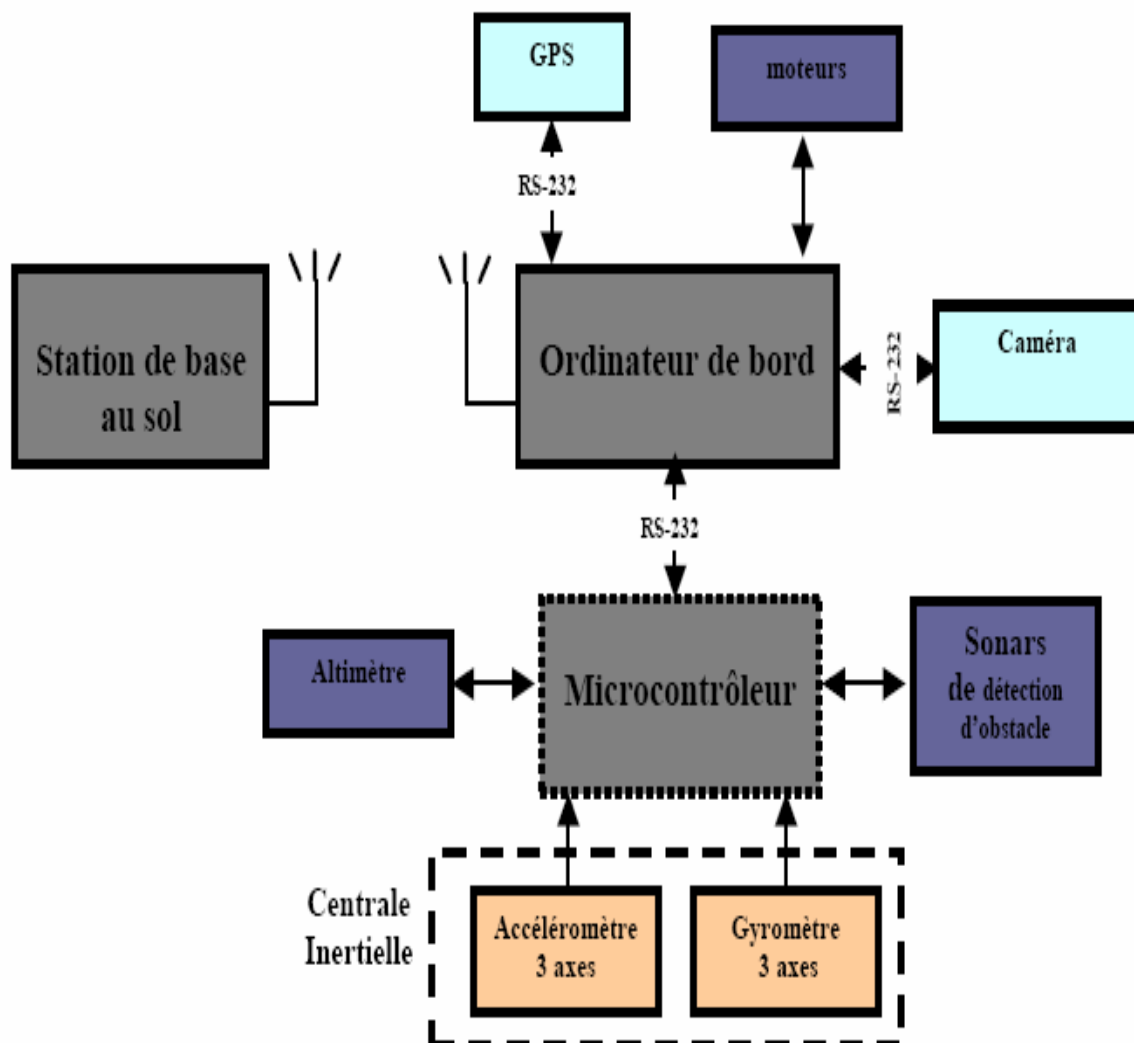 GPS
moteurs
RS-232
Station de base
au sol
Ordinateur de bord
RS-232
Caméra
RS-232
Altimètre
Microcontrôleur
Sonars
de détection
d'obstacle
Centrale
Inertielle
Accéléromètre
3 axes
Gyromètre
3 axes